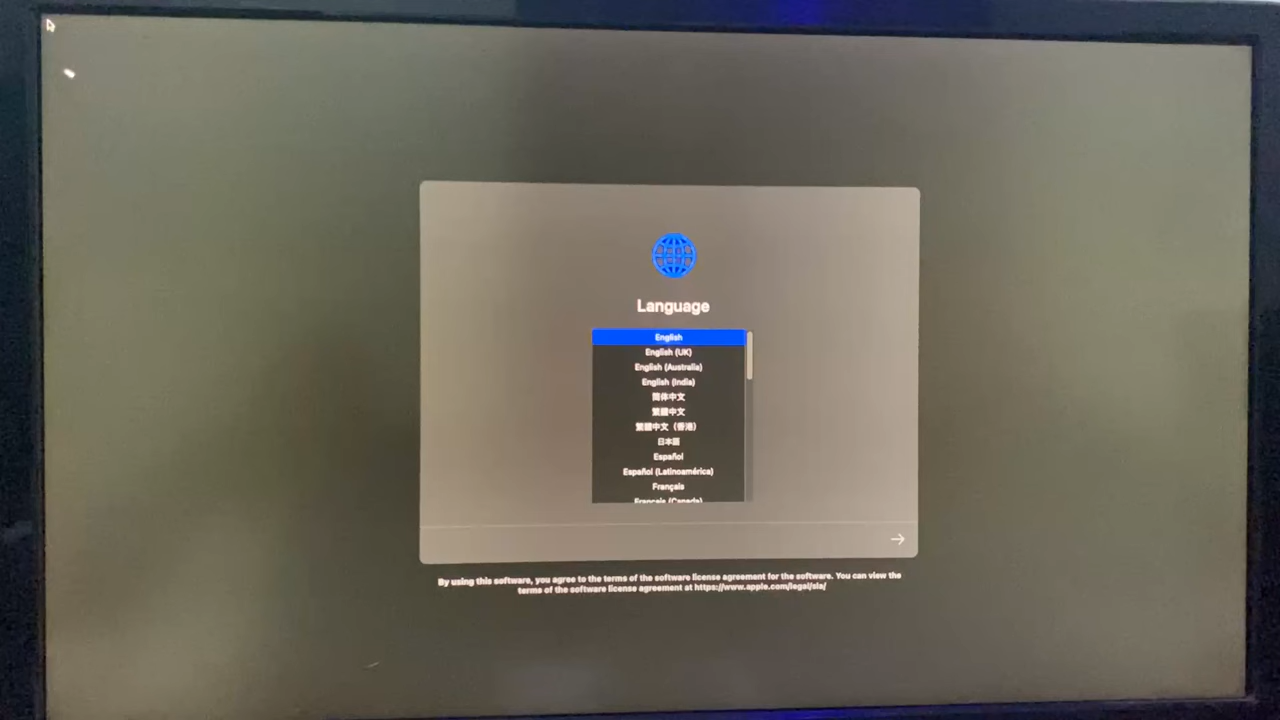 Language
English
English (UK)
English (Australia)
English (India)
简体中文
繁體中文
繁體中文（香港）
日本語
Español
Español (Latinoamérica)
Français
Français (Canada)
By using this software, you agree to the terms of the software license agreement for the software. You can view the
terms of the software license agreement at https://www.apple.com/legal/sla/